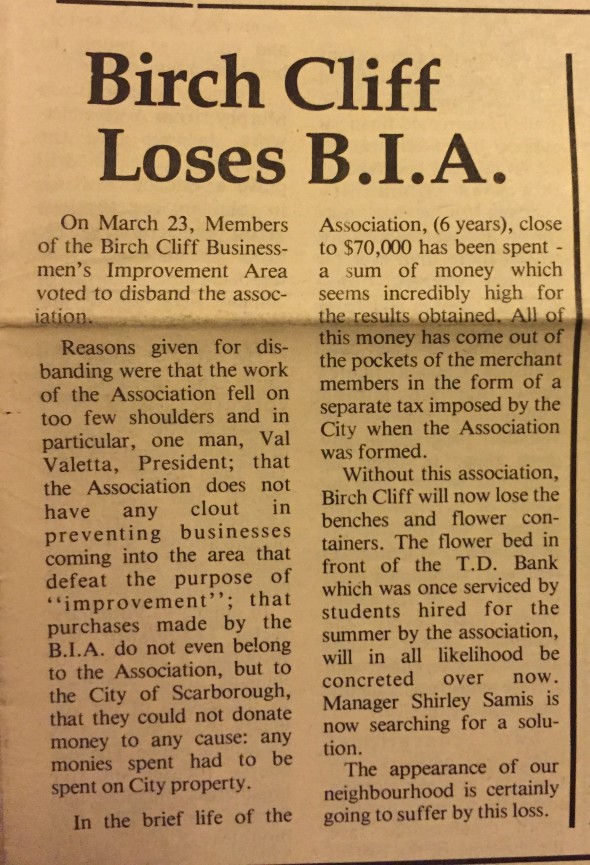 Birch Cliff
Loses B.I.A.
On March 23, Members
of the Birch Cliff Business-
men's Improvement Area
voted to disband the assoc-
iation.
Reasons given for dis-
banding were that the work
of the Association fell on
too few shoulders and in
particular, one man, Val
Valetta, President; that
the Association does not
have any clout in
preventing businesses
coming into the area that
defeat the purpose of
‘‘improvement’’; that
purchases made by the
B.I.A. do not even belong
to the Association, but to
the City of Scarborough,
that they could not donate
money to any cause: any
monies spent had to be
spent on City property.
In the brief life of the
Association, (6 years), close
to $70,000 has been spent -
a sum of money which
seems incredibly high for
the results obtained. All of
this money has come out of
the pockets of the merchant
members in the form of a
separate tax imposed by the
City when the Association
was formed.
Without this association,
Birch Cliff will now lose the
benches and flower con-
tainers. The flower bed in
front of the T.D. Bank
which was once serviced by
students hired for the
summer by the association,
will in all likelihood be
concreted over now.
Manager Shirley Samis is
now searching for a solu-
tion.
The appearance of our
neighbourhood is certainly
going to suffer by this loss.